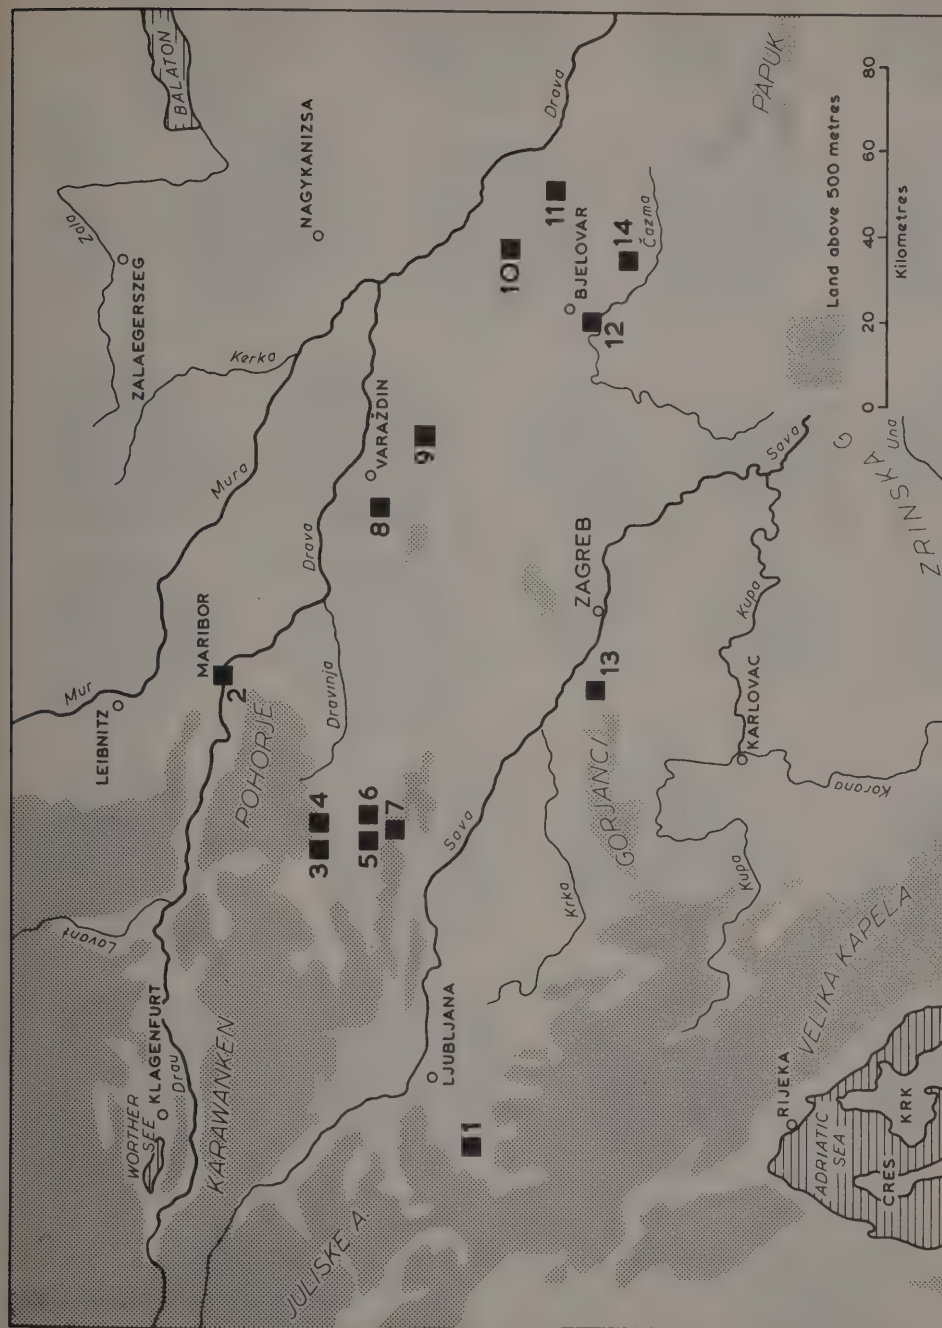 BALATON
Zala
ZALAEGERSZEG
NAGYKANIZSA
Kerka
Mura
Mur
LEIBNITZ
MARIBOR
2
Drava
Drava
VARAŽDIN
8
9
10
11
BJELOVAR
12
14
Čazma
PAPUK
Land above 500 metres
0 20 40 60 80
Kilometres
Lavant
WORTHER
SEE
KLAGENFURT
Drau
KARAWANKEN
POHORJE
Dravinja
3
4
5
6
7
JULISKE A.
Sava
LJUBLJANA
1
Krka
GORJANCI
13
ZAGREB
Sava
Kupa
Kupa
KARLOVAC
Korana
ZRINSKA G
Una
VELIKA KAPELA
RIJEKA
ADRIATIC
SEA
CRES
KRK